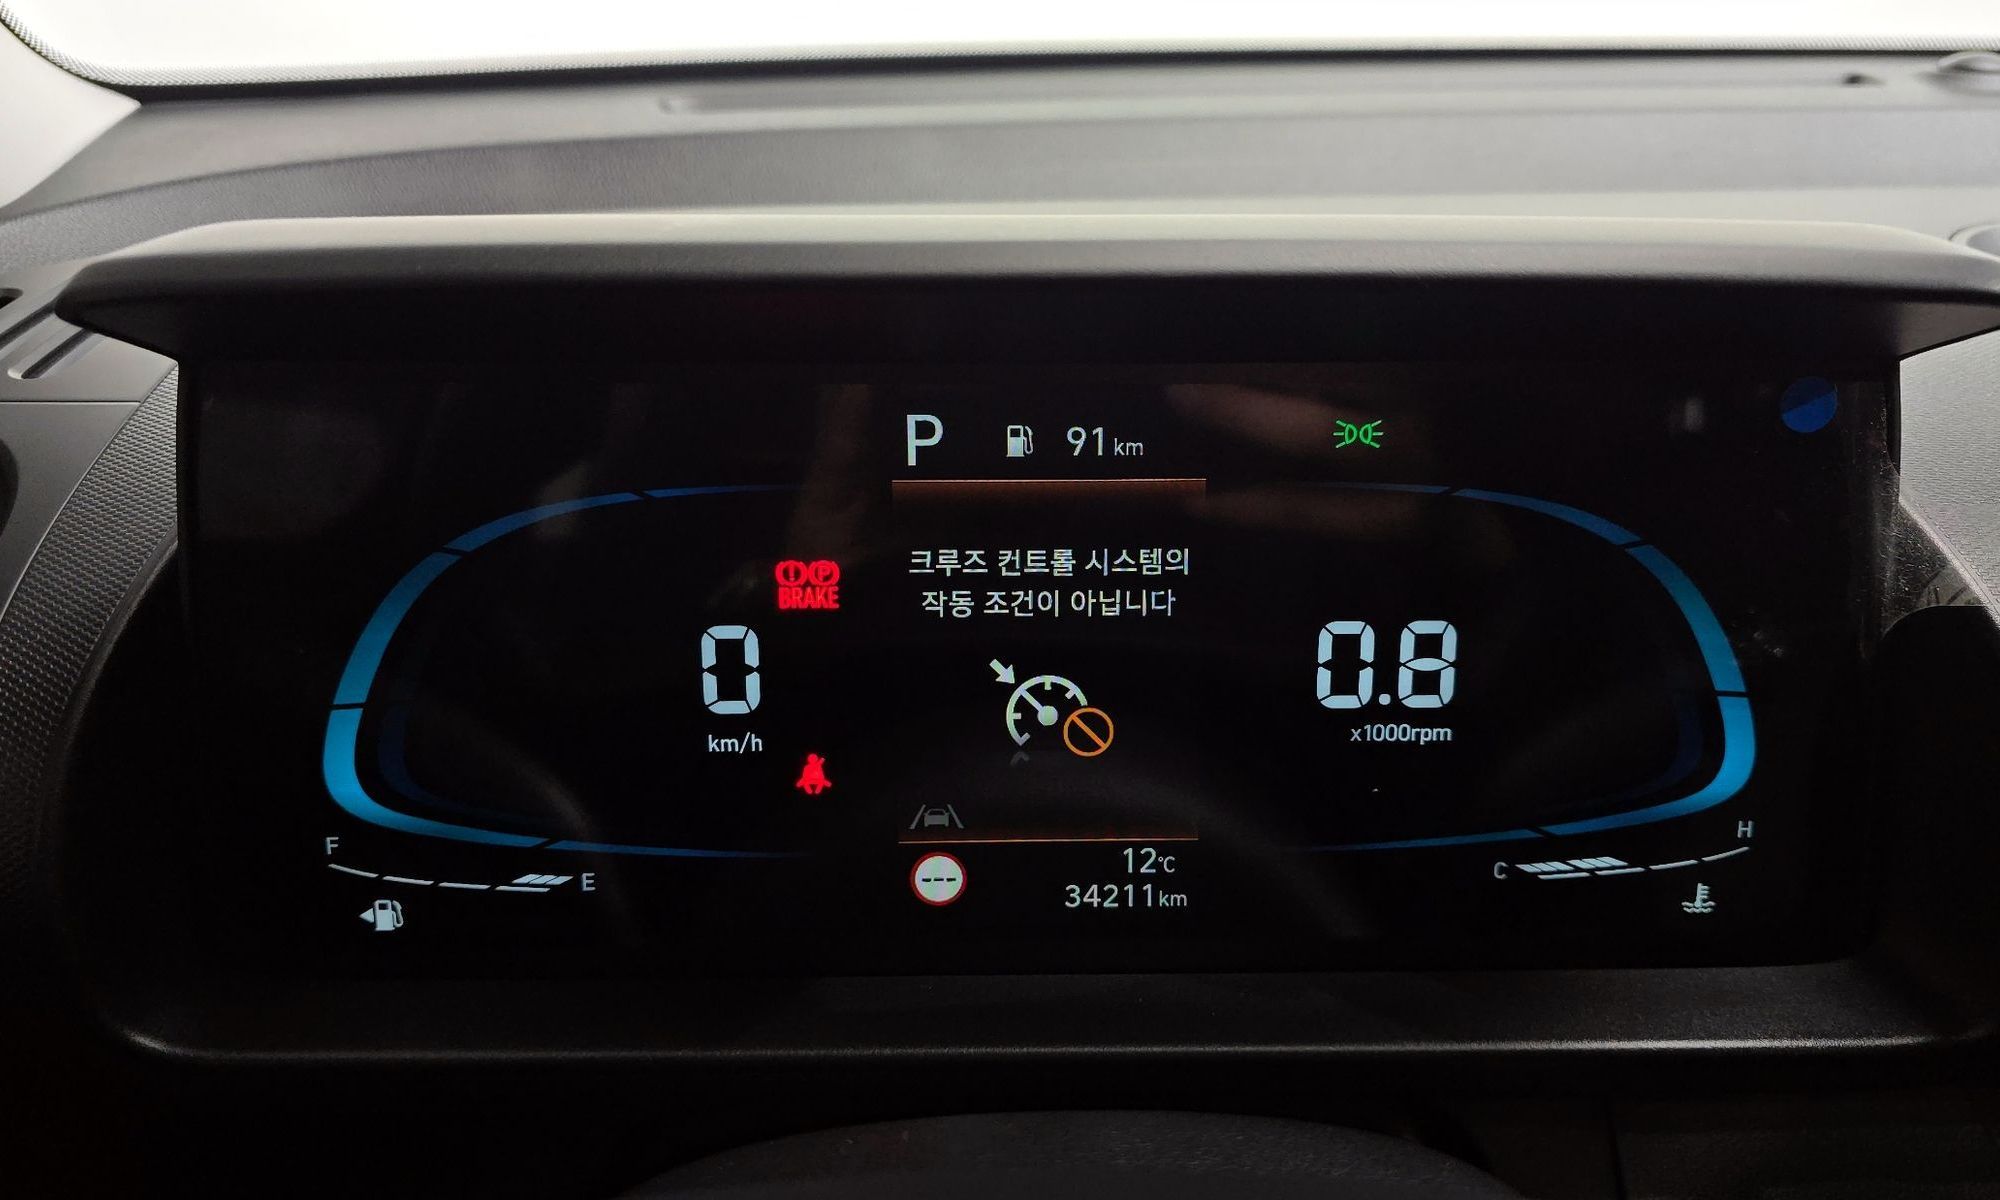 P 91 km
크루즈 컨트롤 시스템의
작동 조건이 아닙니다
(!) (P)
BRAKE
0
km/h
0.8
x1000rpm
F
E
C
H
---
12°C
34211 km